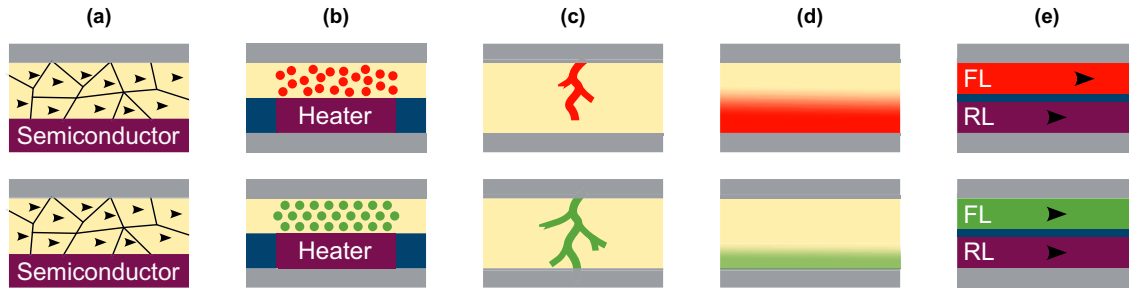 (a) (b) (c) (d) (e)
Semiconductor
Heater
FL
RL
Semiconductor
Heater
FL
RL